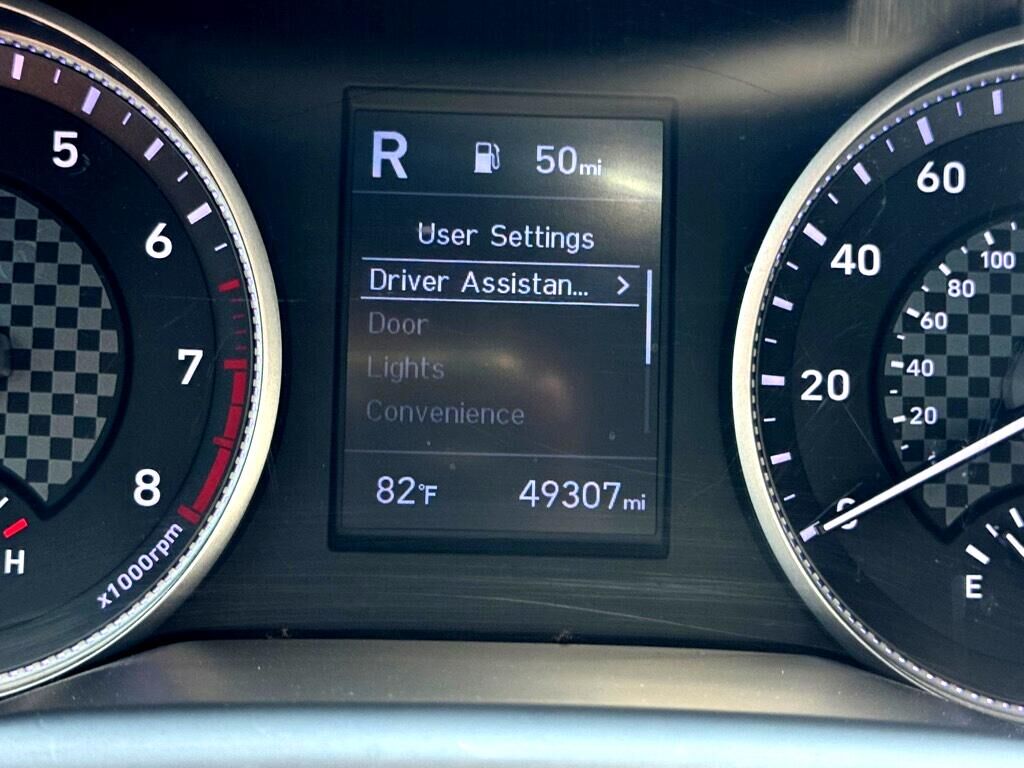 R 50mi
User Settings
Driver Assistan... >
Door
Lights
Convenience
82°F 49307mi
5
6
7
8
x1000rpm
H
60
40
20
0
100
80
60
40
20
E